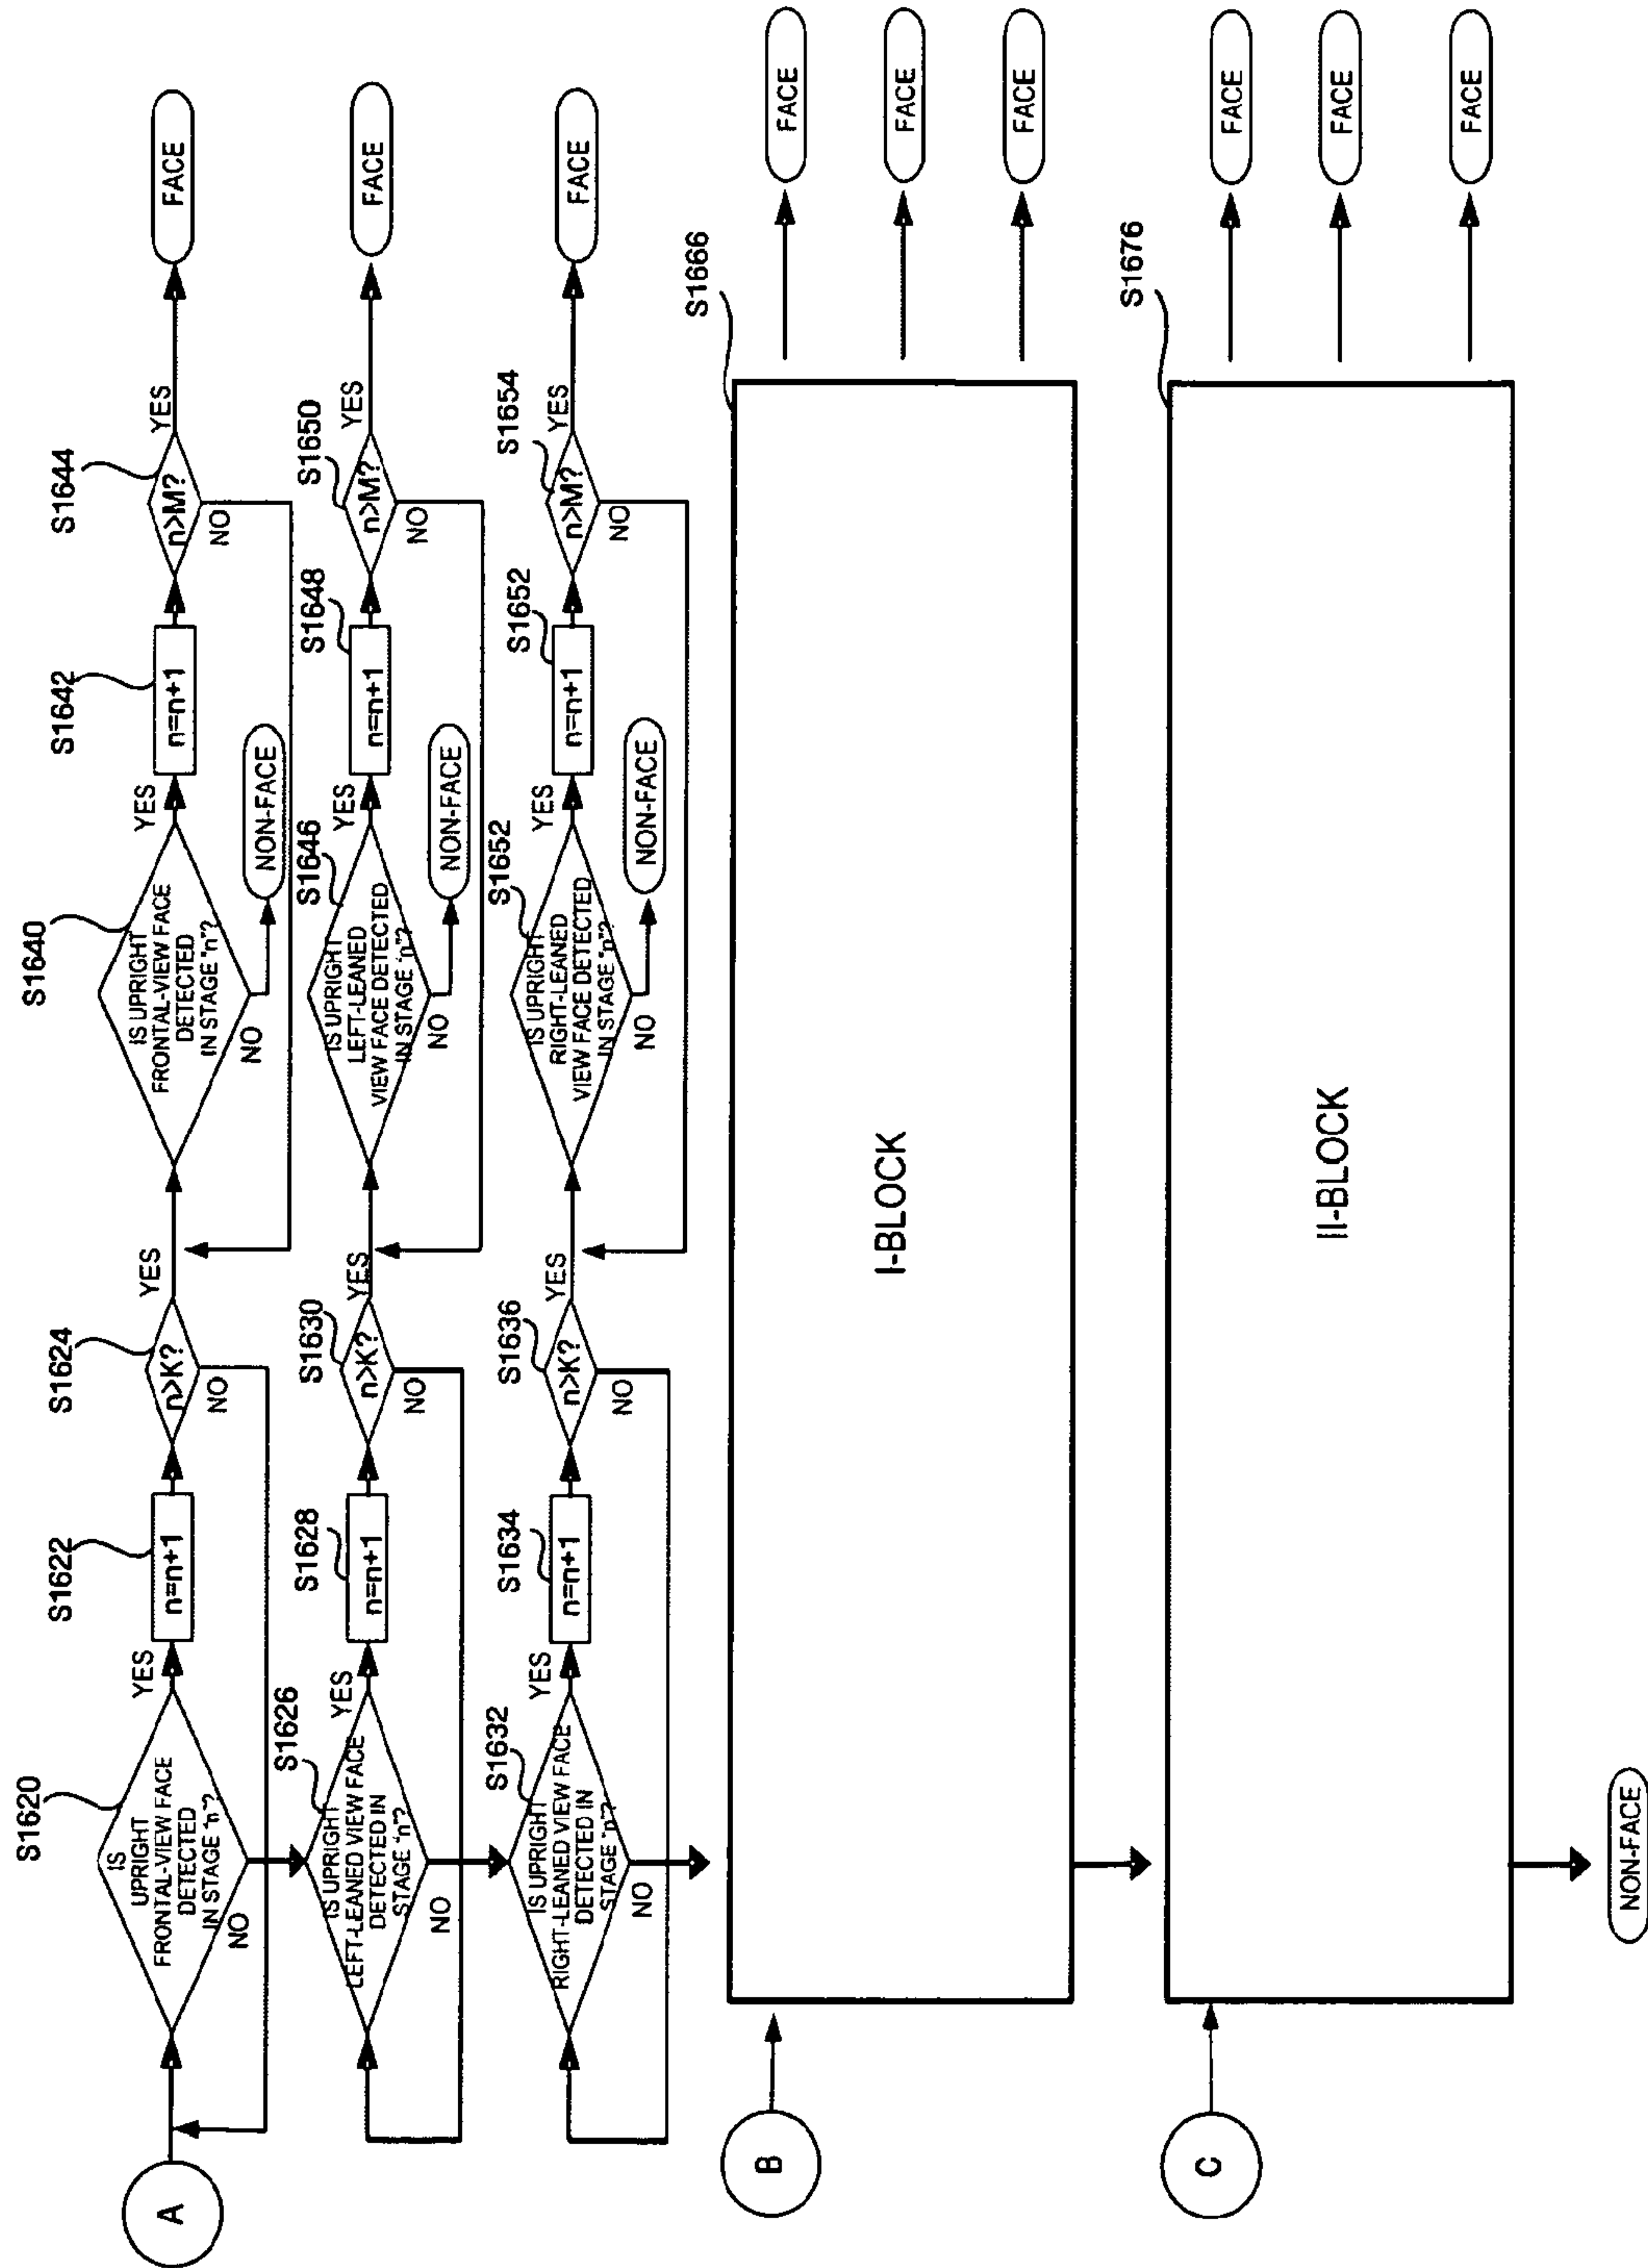 A
S1620
IS
UPRIGHT
FRONTAL-VIEW FACE
DETECTED
IN STAGE "n"?
YES
NO
S1622
n=n+1
S1624
n>K?
YES
NO
S1640
IS UPRIGHT
FRONTAL-VIEW FACE
DETECTED
IN STAGE "n"?
YES
NO
NON-FACE
S1642
n=n+1
S1644
n>M?
YES
NO
FACE
S1626
IS UPRIGHT
LEFT-LEANED VIEW FACE
DETECTED IN
STAGE "n"?
YES
NO
S1628
n=n+1
S1630
n>K?
YES
NO
S1646
IS UPRIGHT
LEFT-LEANED
VIEW FACE DETECTED
IN STAGE "n"?
YES
NO
NON-FACE
S1648
n=n+1
S1650
n>M?
YES
NO
FACE
S1632
IS UPRIGHT
RIGHT-LEANED VIEW FACE
DETECTED IN
STAGE "n"?
YES
NO
S1634
n=n+1
S1636
n>K?
YES
NO
S1652
IS UPRIGHT
RIGHT-LEANED
VIEW FACE DETECTED
IN STAGE "n"?
YES
NO
NON-FACE
S1652
n=n+1
S1654
n>M?
YES
NO
FACE
B
I-BLOCK
S1666
FACE
FACE
FACE
C
II-BLOCK
S1676
FACE
FACE
FACE
NON-FACE